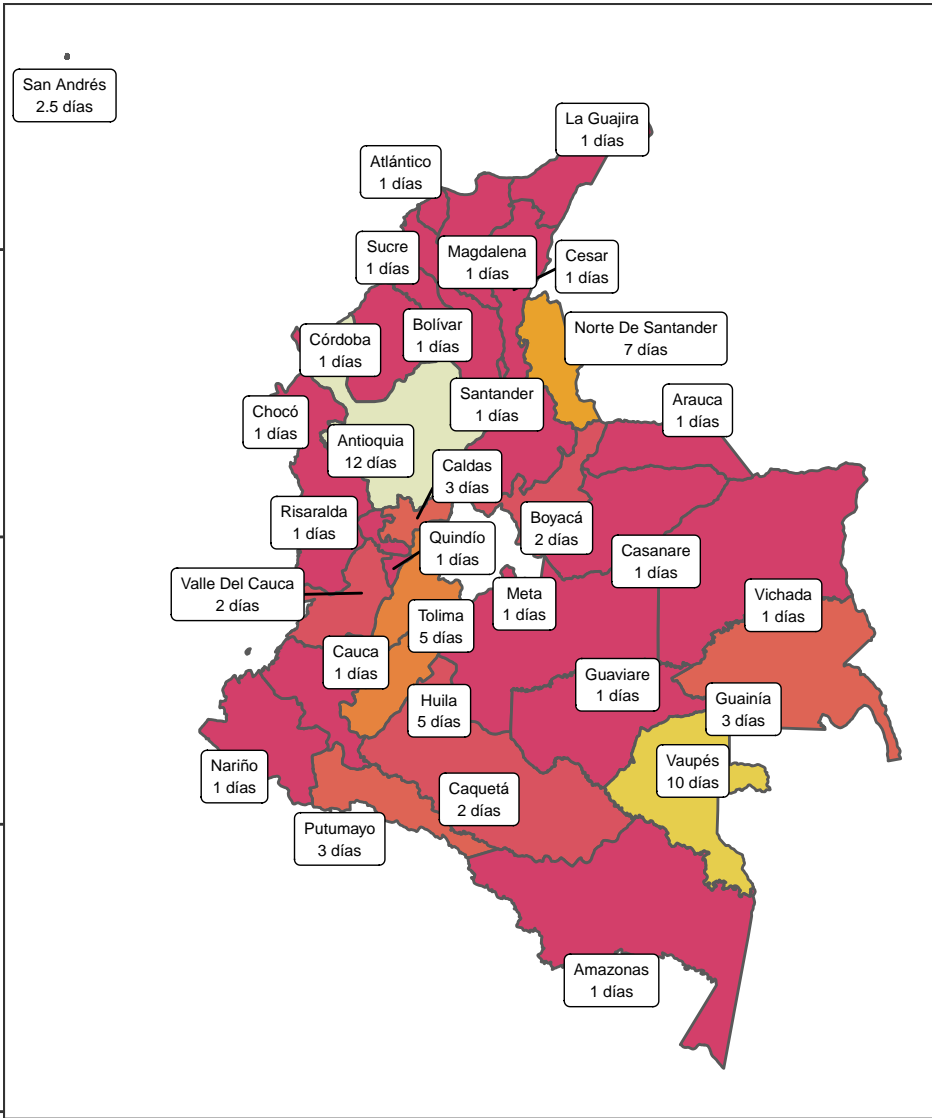 San Andrés
2.5 días
La Guajira
1 días
Atlántico
1 días
Sucre
1 días
Magdalena
1 días
Cesar
1 días
Córdoba
1 días
Bolívar
1 días
Norte De Santander
7 días
Chocó
1 días
Santander
1 días
Arauca
1 días
Antioquia
12 días
Caldas
3 días
Risaralda
1 días
Quindío
1 días
Boyacá
2 días
Casanare
1 días
Valle Del Cauca
2 días
Meta
1 días
Vichada
1 días
Tolima
5 días
Cauca
1 días
Huila
5 días
Guaviare
1 días
Guainía
3 días
Nariño
1 días
Vaupés
10 días
Caquetá
2 días
Putumayo
3 días
Amazonas
1 días